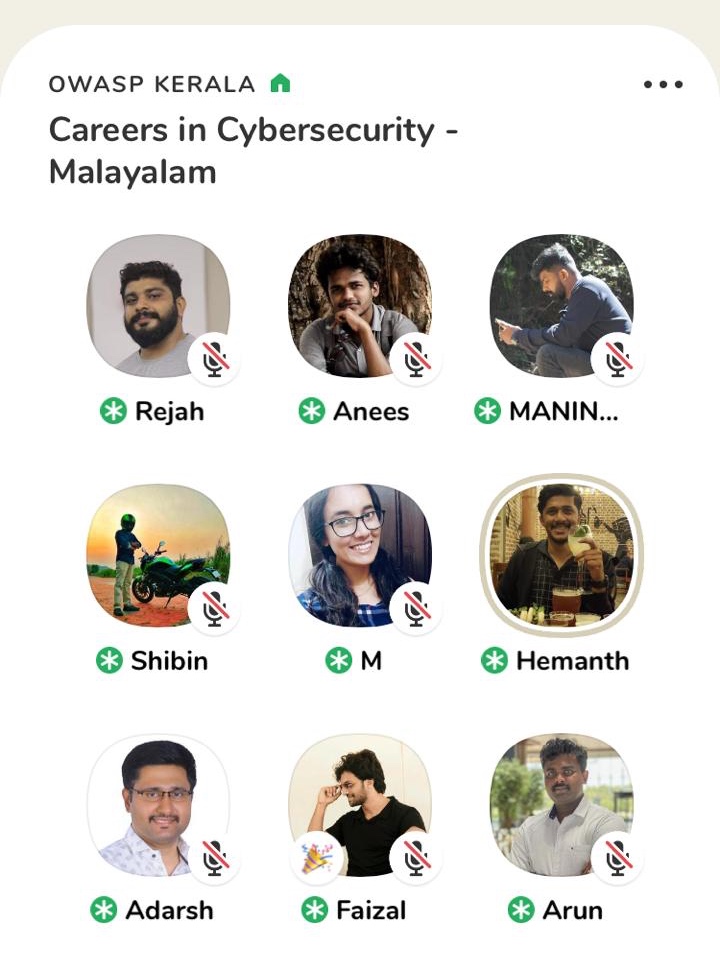 OWASP KERALA
Careers in Cybersecurity -
Malayalam
Rejah
Anees
MANIN...
Shibin
M
Hemanth
Adarsh
Faizal
Arun